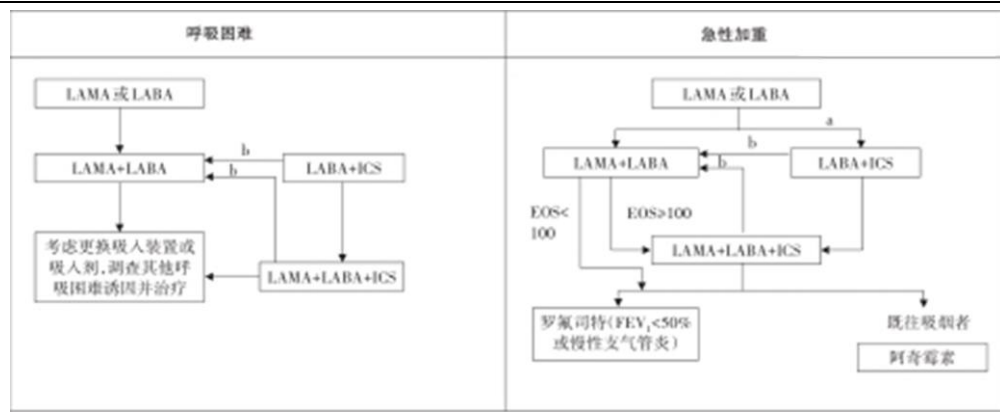 呼吸困难
LAMA或LABA
b
LAMA+LABA
LABA+ICS
b
考虑更换吸入装置或
吸入剂,调查其他呼
吸困难诱因并治疗
LAMA+LABA+ICS
急性加重
LAMA或LABA
a
b
LAMA+LABA
LABA+ICS
b
EOS<
100
EOS≥100
LAMA+LABA+ICS
罗氟司特(FEV₁<50%
或慢性支气管炎)
既往吸烟者
阿奇霉素